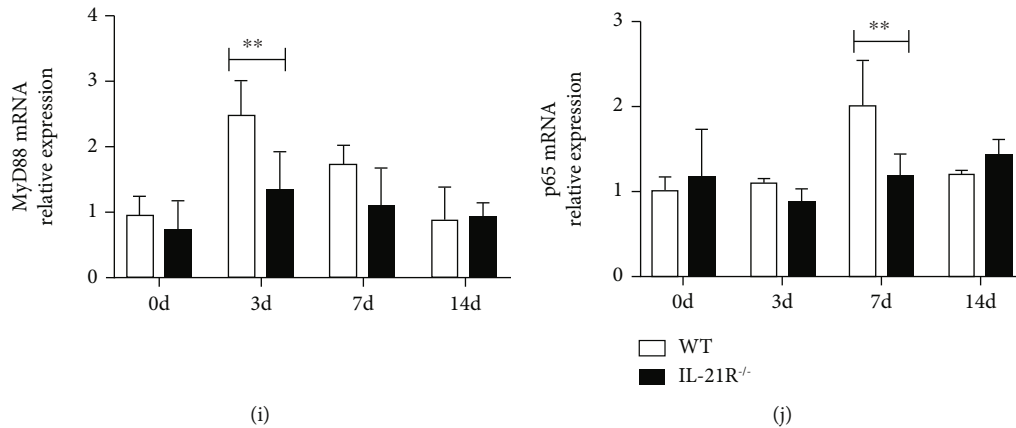 MyD88 mRNA
relative expression
4
3
2
1
0
**
0d
3d
7d
14d
(i)
p65 mRNA
relative expression
3
2
1
0
**
0d
3d
7d
14d
WT
IL-21R-/-
(j)